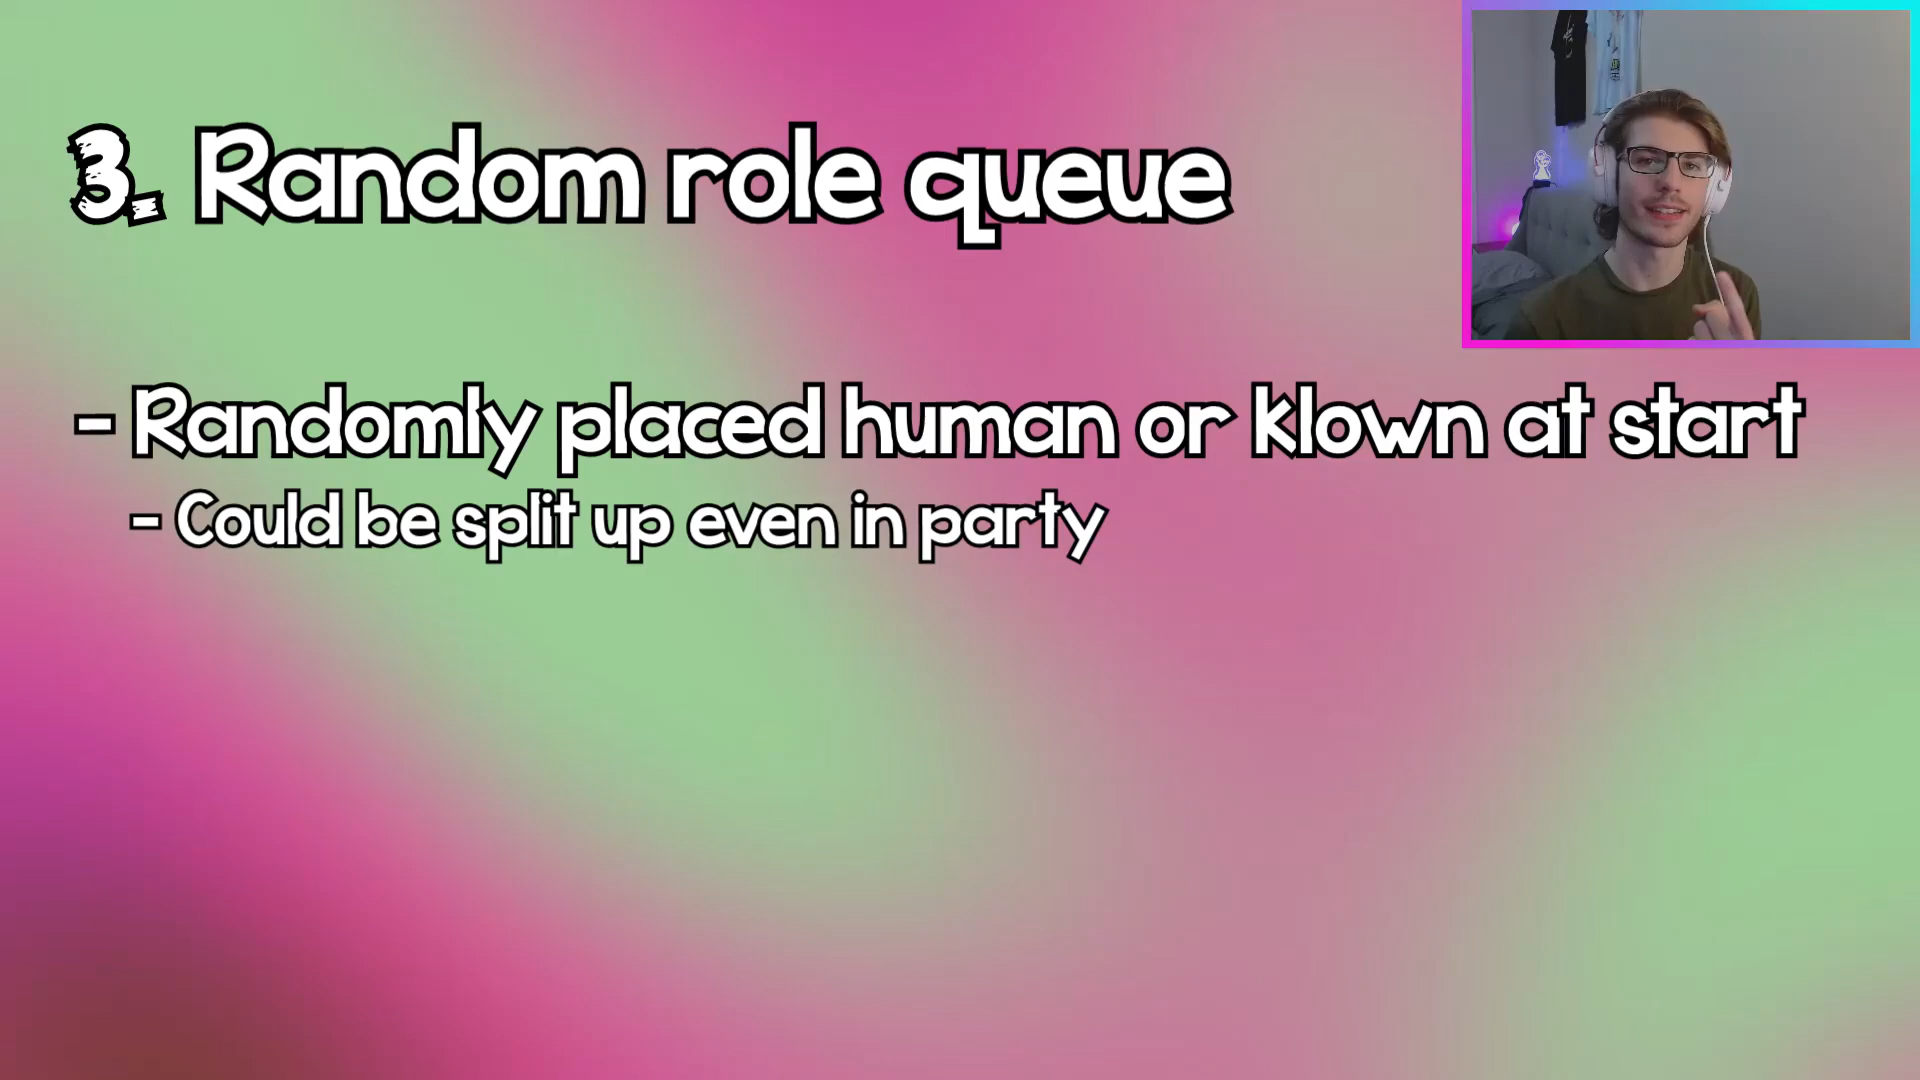 3. Random role queue
- Randomly placed human or klown at start
- Could be split up even in party